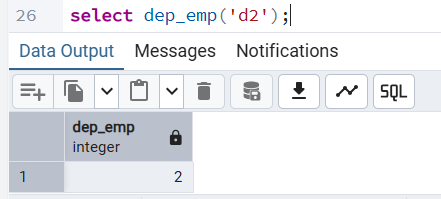 26 select dep_emp('d2');
Data Output Messages Notifications
SQL
dep_emp
integer
1 2